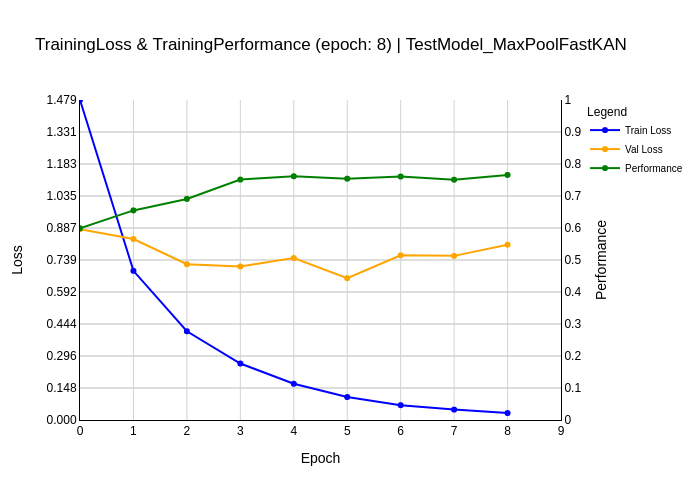 TrainingLoss & TrainingPerformance (epoch: 8) | TestModel_MaxPoolFastKAN
1.479
1.331
1.183
1.035
0.887
0.739
0.592
0.444
0.296
0.148
0.000
Loss
0 1 2 3 4 5 6 7 8 9
Epoch
1
0.9
0.8
0.7
0.6
0.5
0.4
0.3
0.2
0.1
0
Performance
Legend
Train Loss
Val Loss
Performance